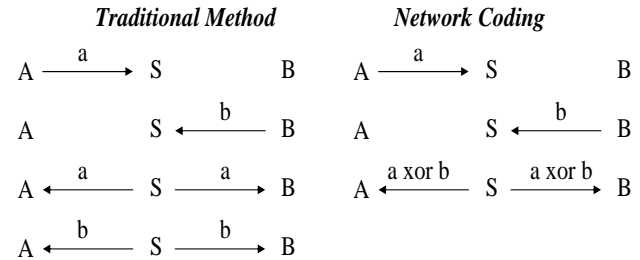 Traditional Method Network Coding
a a
A S B A S B
b b
A S B A S B
a a a xor b a xor b
A S B A S B
b b
A S B